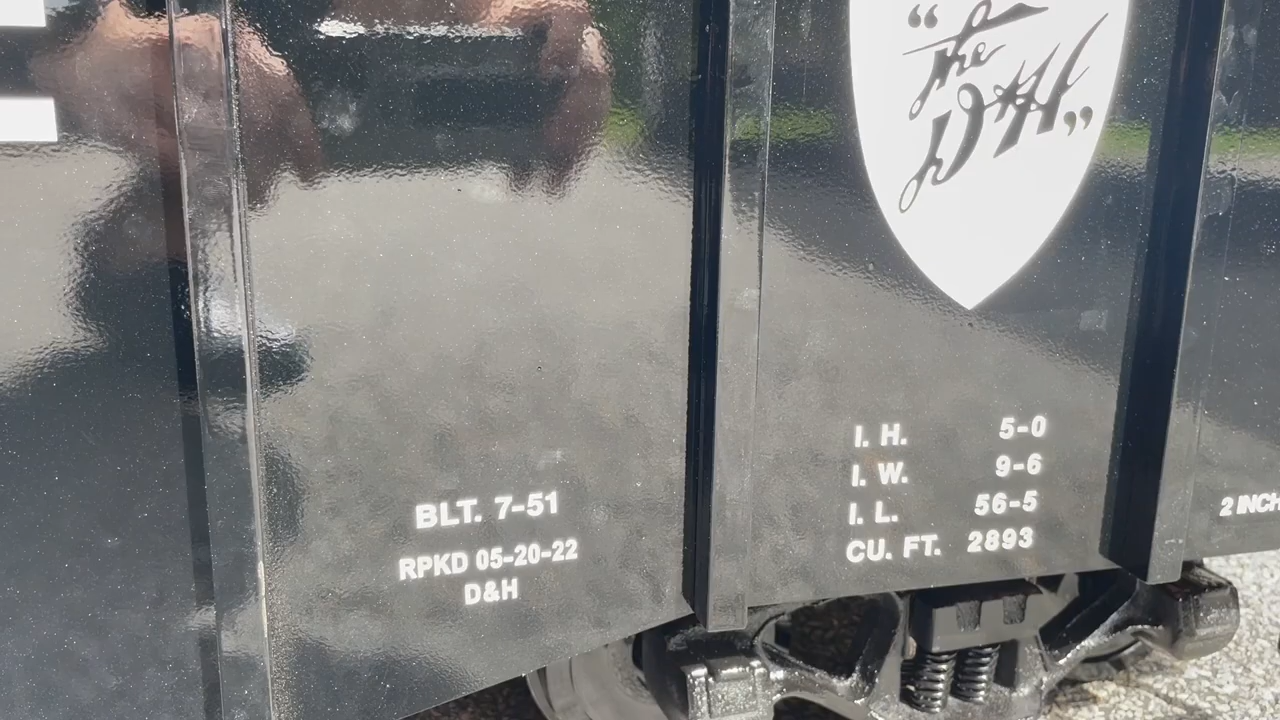 “The
D&H”
BLT. 7-51
RPKD 05-20-22
D&H
I. H. 5-0
I. W. 9-6
I. L. 56-5
CU. FT. 2893
2 INCH